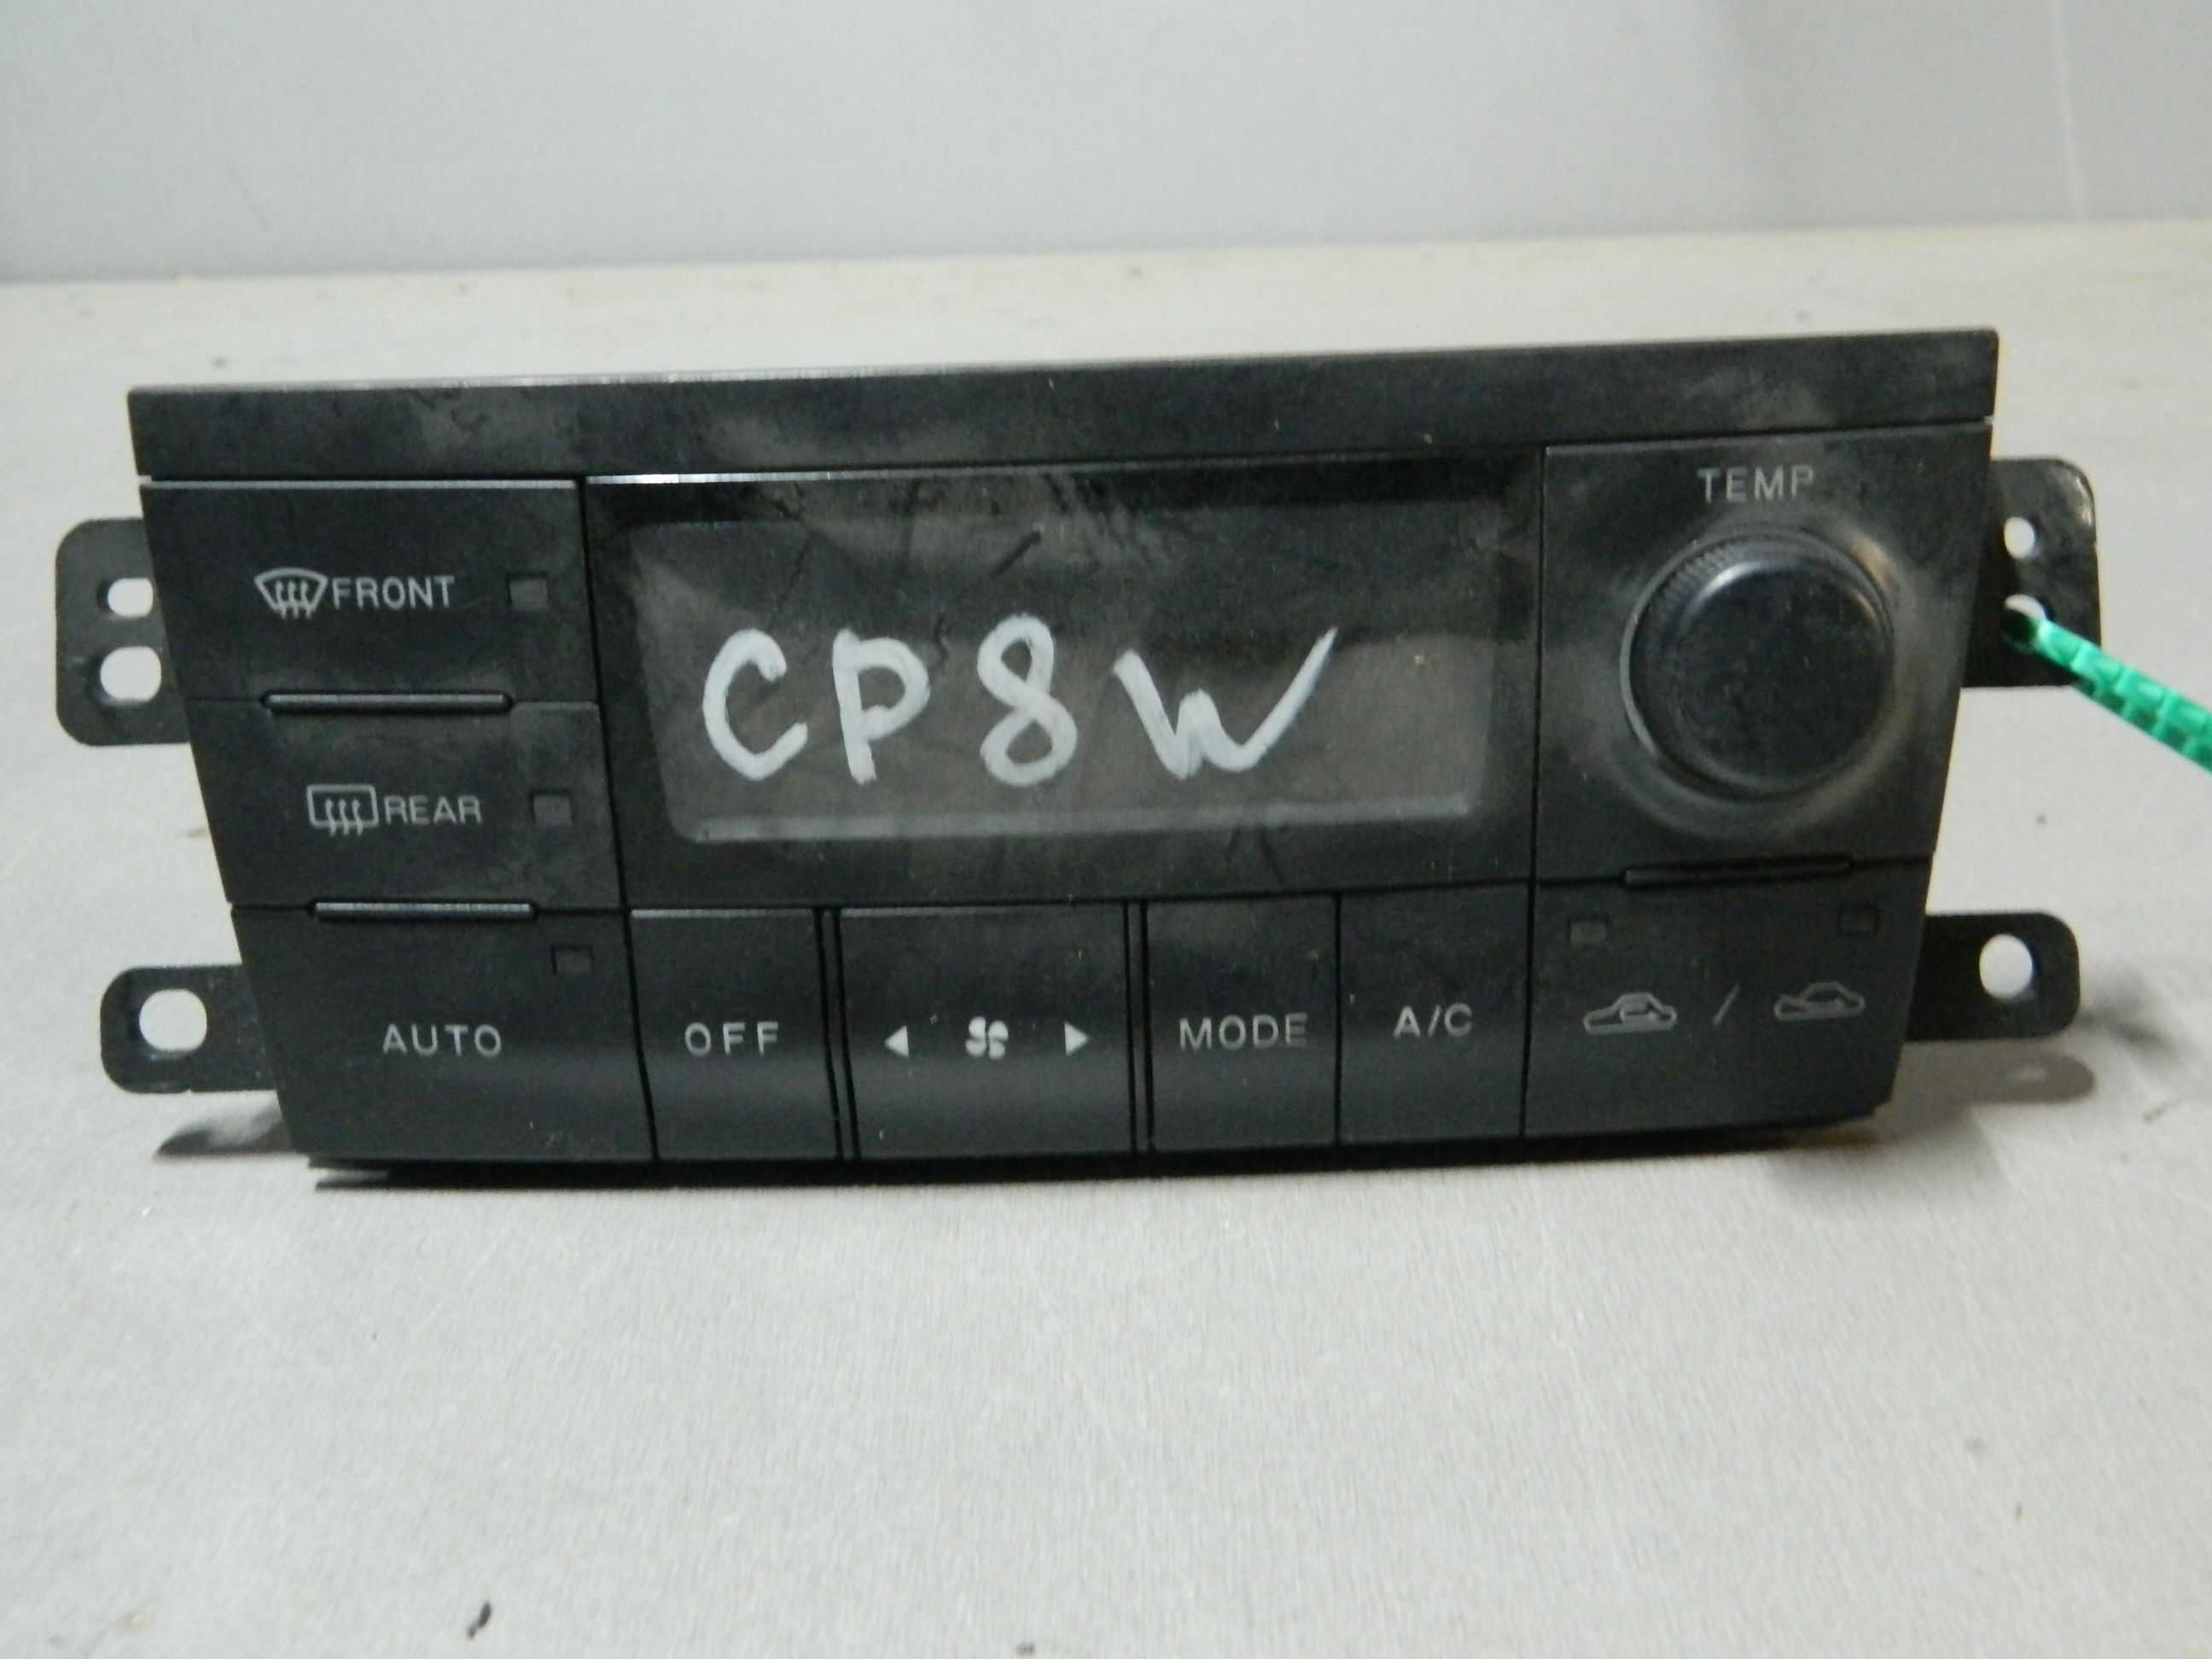 TEMP
FRONT
CP8W
REAR
AUTO OFF MODE A/C /